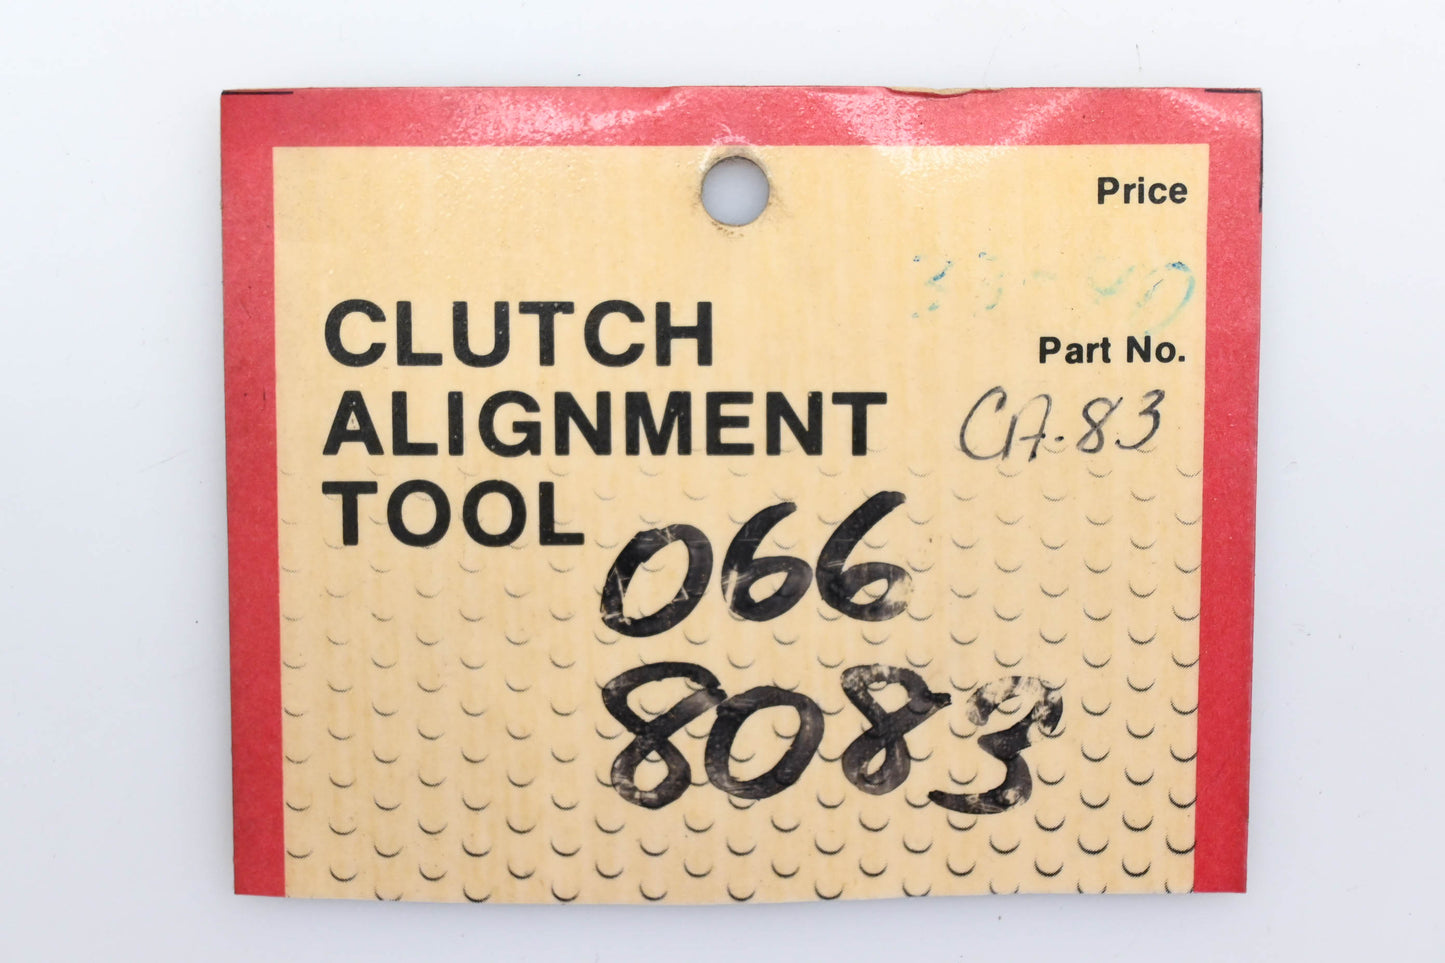 Price
CLUTCH
ALIGNMENT
TOOL
Part No.
CA.83
066
8083